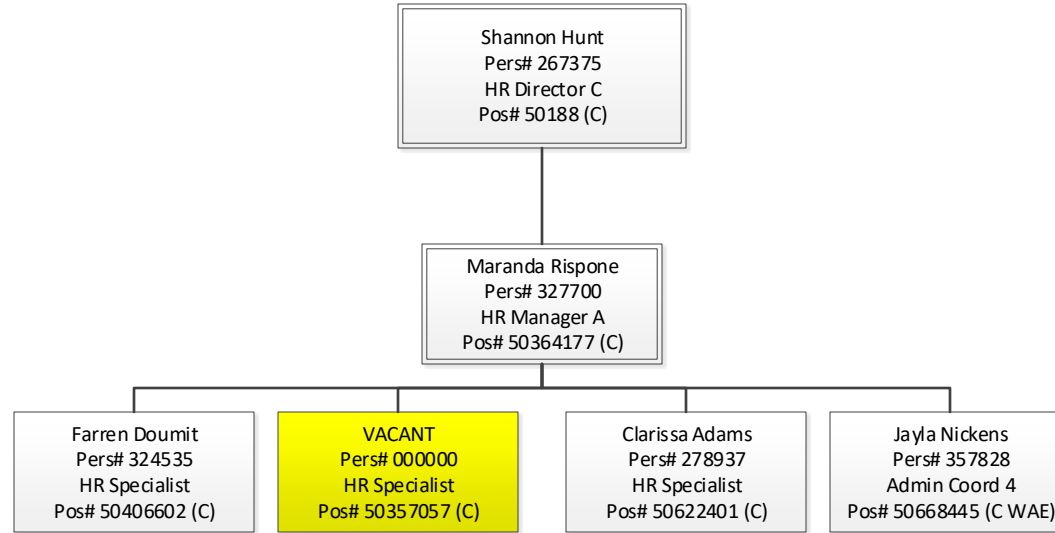 Shannon Hunt
Pers# 267375
HR Director C
Pos# 50188 (C)
Maranda Rispone
Pers# 327700
HR Manager A
Pos# 50364177 (C)
Farren Doumit
Pers# 324535
HR Specialist
Pos# 50406602 (C)
VACANT
Pers# 000000
HR Specialist
Pos# 50357057 (C)
Clarissa Adams
Pers# 278937
HR Specialist
Pos# 50622401 (C)
Jayla Nickens
Pers# 357828
Admin Coord 4
Pos# 50668445 (C WAE)